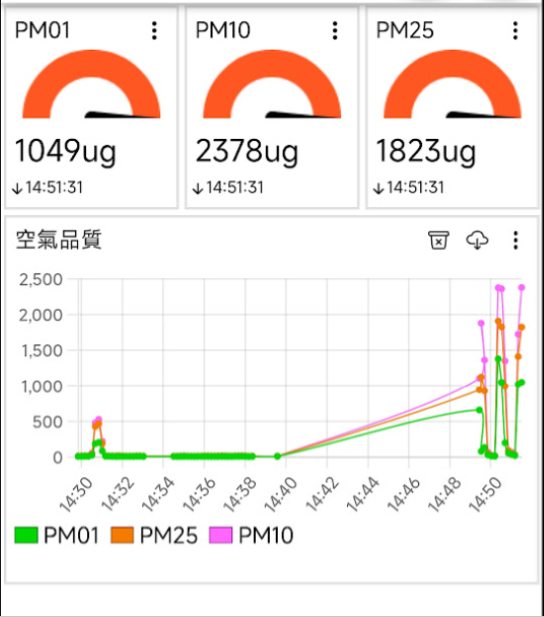 PM01
PM10
PM25
1049ug
2378ug
1823ug
↓14:51:31
↓14:51:31
↓14:51:31
空氣品質
2,500
2,000
1,500
1,000
500
0
14:30
14:32
14:34
14:36
14:38
14:40
14:42
14:44
14:46
14:48
14:50
PM01 PM25 PM10